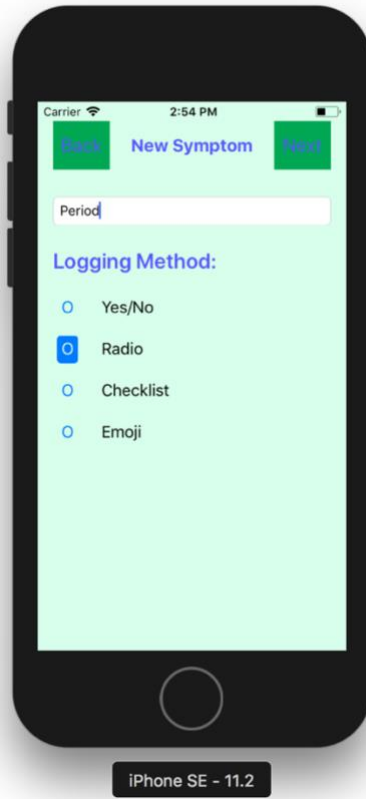 Carrier 2:54 PM
Back New Symptom Next
Period
Logging Method:
O Yes/No
O Radio
O Checklist
O Emoji
iPhone SE - 11.2